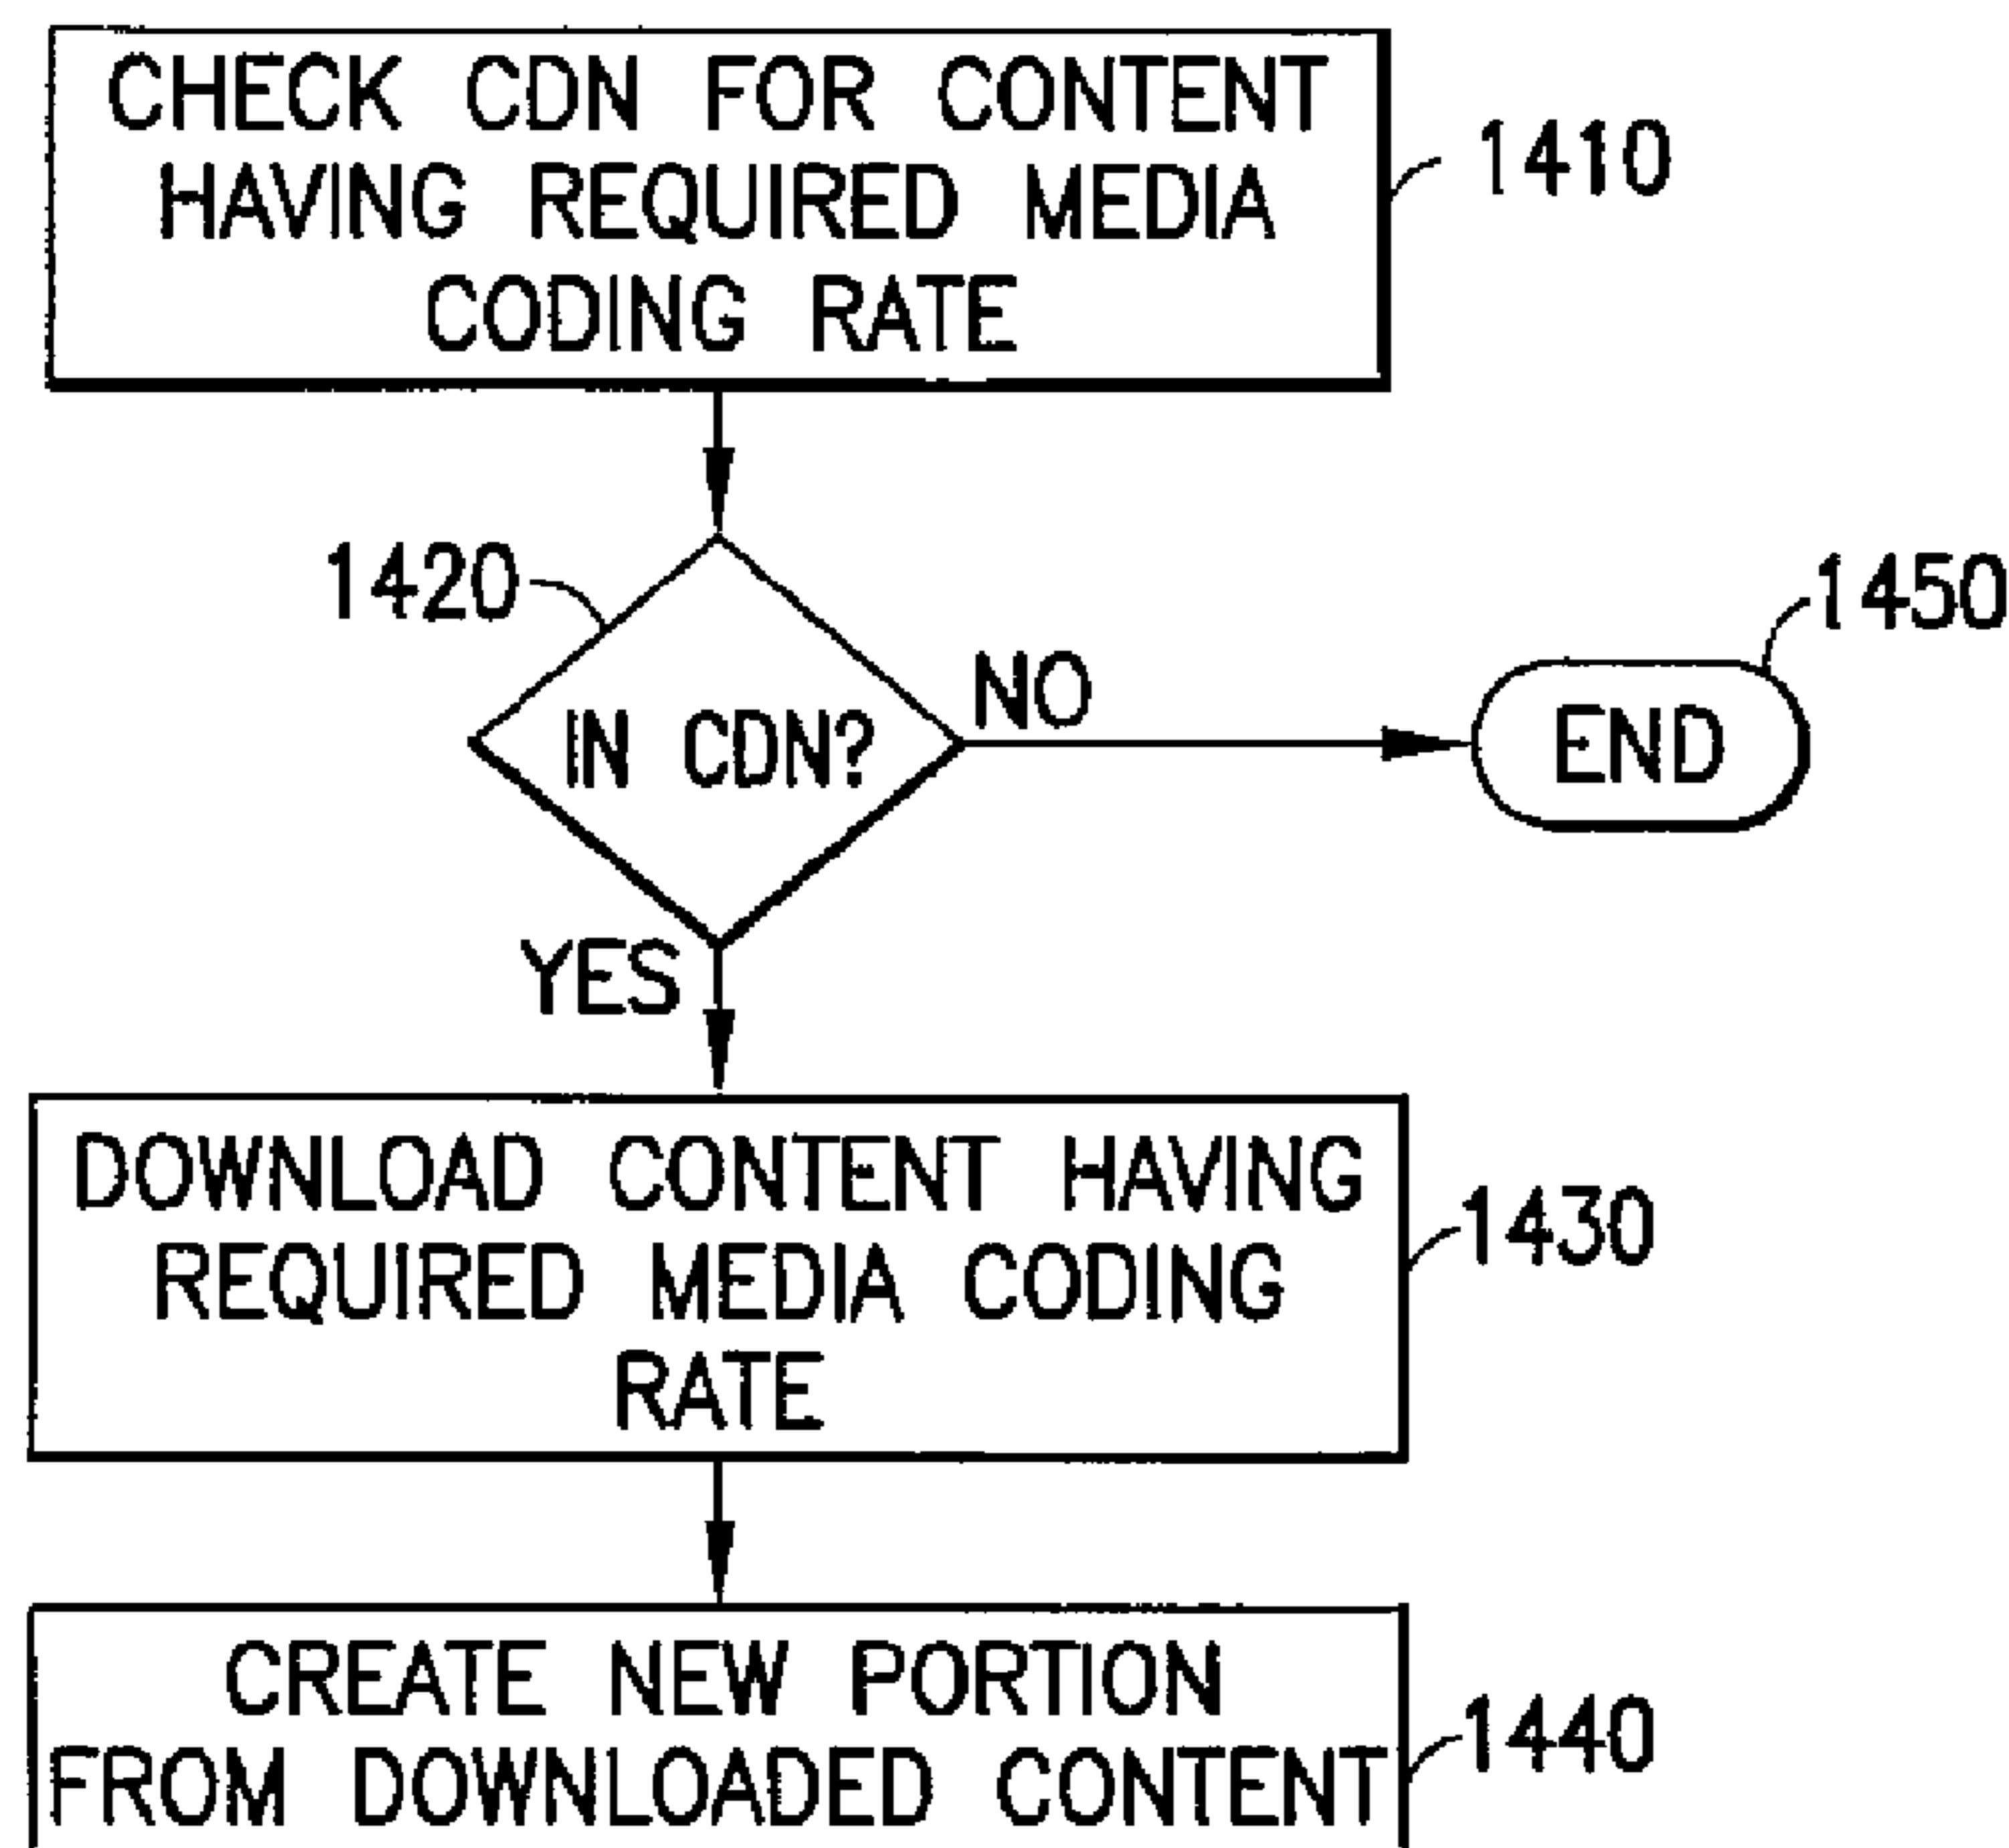 CHECK CDN FOR CONTENT
HAVING REQUIRED MEDIA
CODING RATE
1410
1420
IN CDN?
NO
1450
END
YES
DOWNLOAD CONTENT HAVING
REQUIRED MEDIA CODING
RATE
1430
CREATE NEW PORTION
FROM DOWNLOADED CONTENT
1440